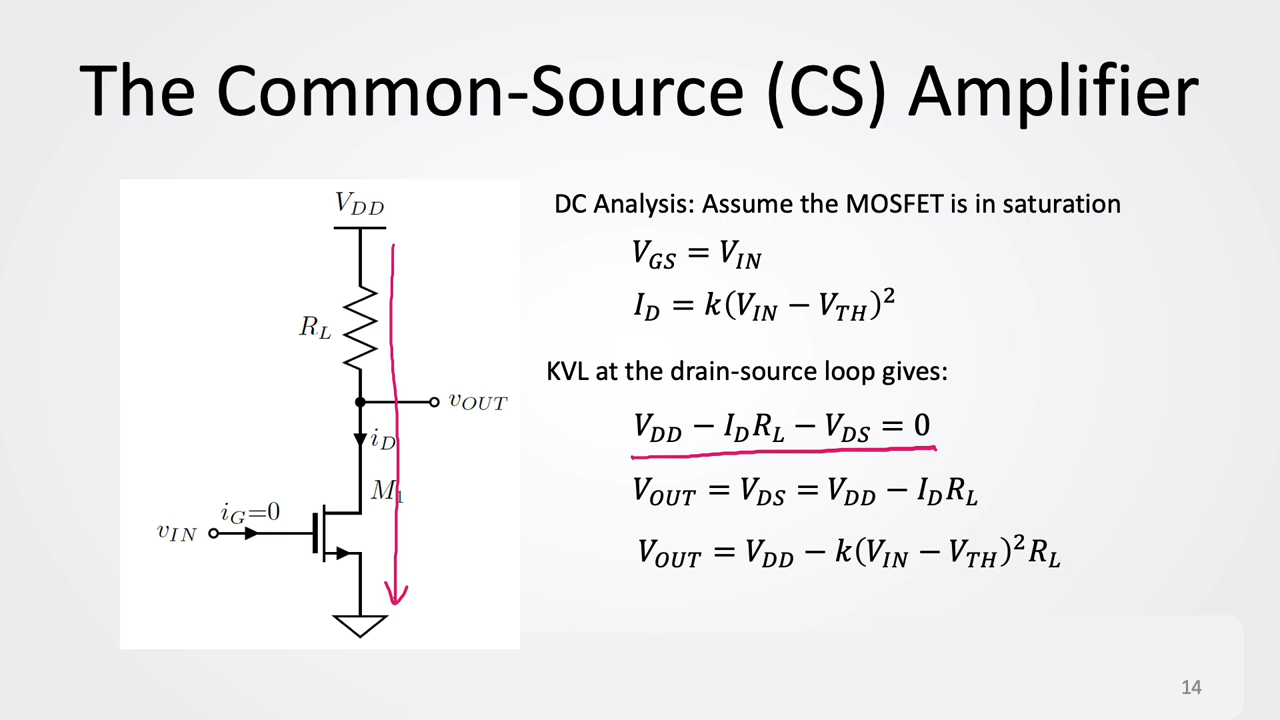 The Common-Source (CS) Amplifier
V_DD
R_L
v_OUT
i_D
M_1
i_G=0
v_IN
DC Analysis: Assume the MOSFET is in saturation
V_GS = V_IN
I_D = k(V_IN − V_TH)²
KVL at the drain-source loop gives:
V_DD − I_D R_L − V_DS = 0
V_OUT = V_DS = V_DD − I_D R_L
V_OUT = V_DD − k(V_IN − V_TH)² R_L
14